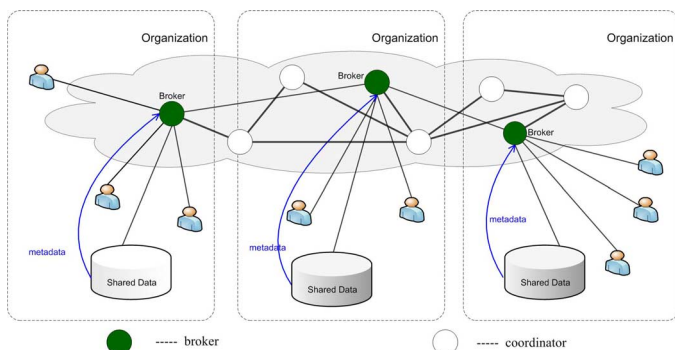 Organization
Organization
Organization
Broker
Broker
Broker
metadata
metadata
metadata
Shared Data
Shared Data
Shared Data
----- broker
----- coordinator